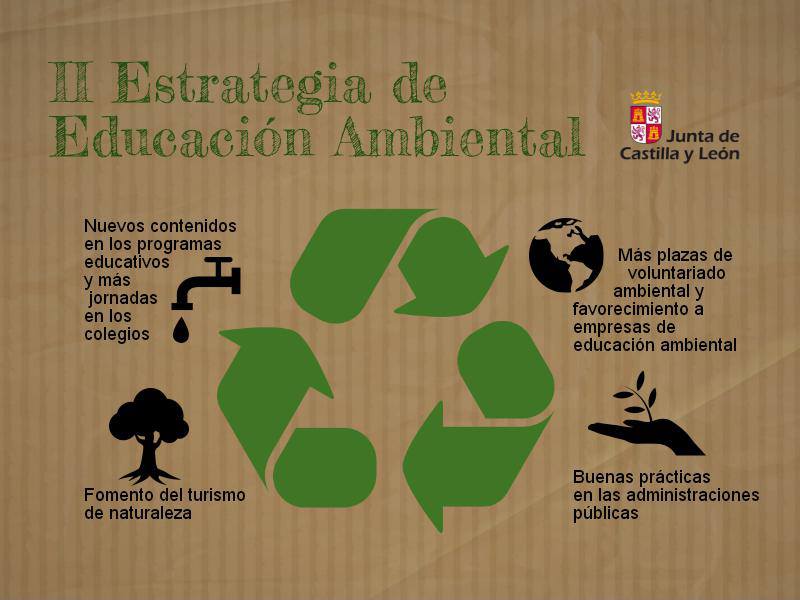 II Estrategia de
Educación Ambiental
Junta de
Castilla y León
Nuevos contenidos
en los programas
educativos
y más
jornadas
en los
colegios
Más plazas de
voluntariado
ambiental y
favorecimiento a
empresas de
educación ambiental
Fomento del turismo
de naturaleza
Buenas prácticas
en las administraciones
públicas